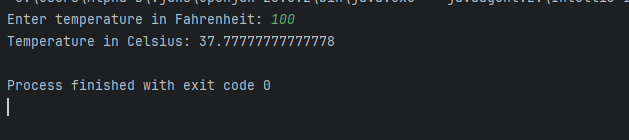 Enter temperature in Fahrenheit: 100
Temperature in Celsius: 37.77777777777778
Process finished with exit code 0